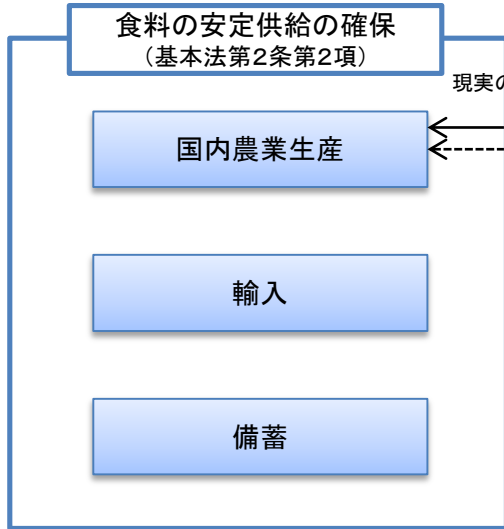 食料の安定供給の確保
（基本法第２条第２項）
現実の
国内農業生産
輸入
備蓄